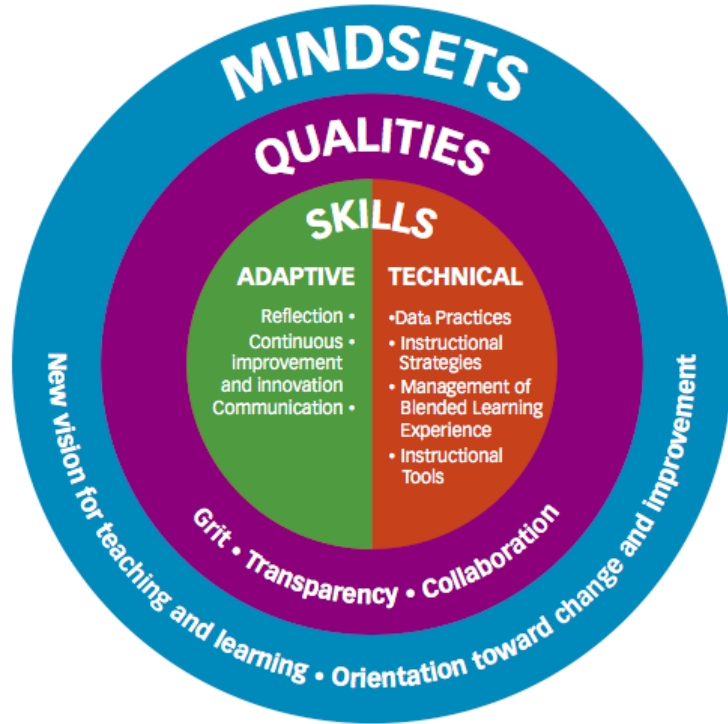 MINDSETS
QUALITIES
SKILLS
ADAPTIVE
Reflection •
Continuous •
improvement
and innovation
Communication •
TECHNICAL
•Data Practices
• Instructional
Strategies
• Management of
Blended Learning
Experience
• Instructional
Tools
Grit • Transparency • Collaboration
New vision for teaching and learning • Orientation toward change and improvement